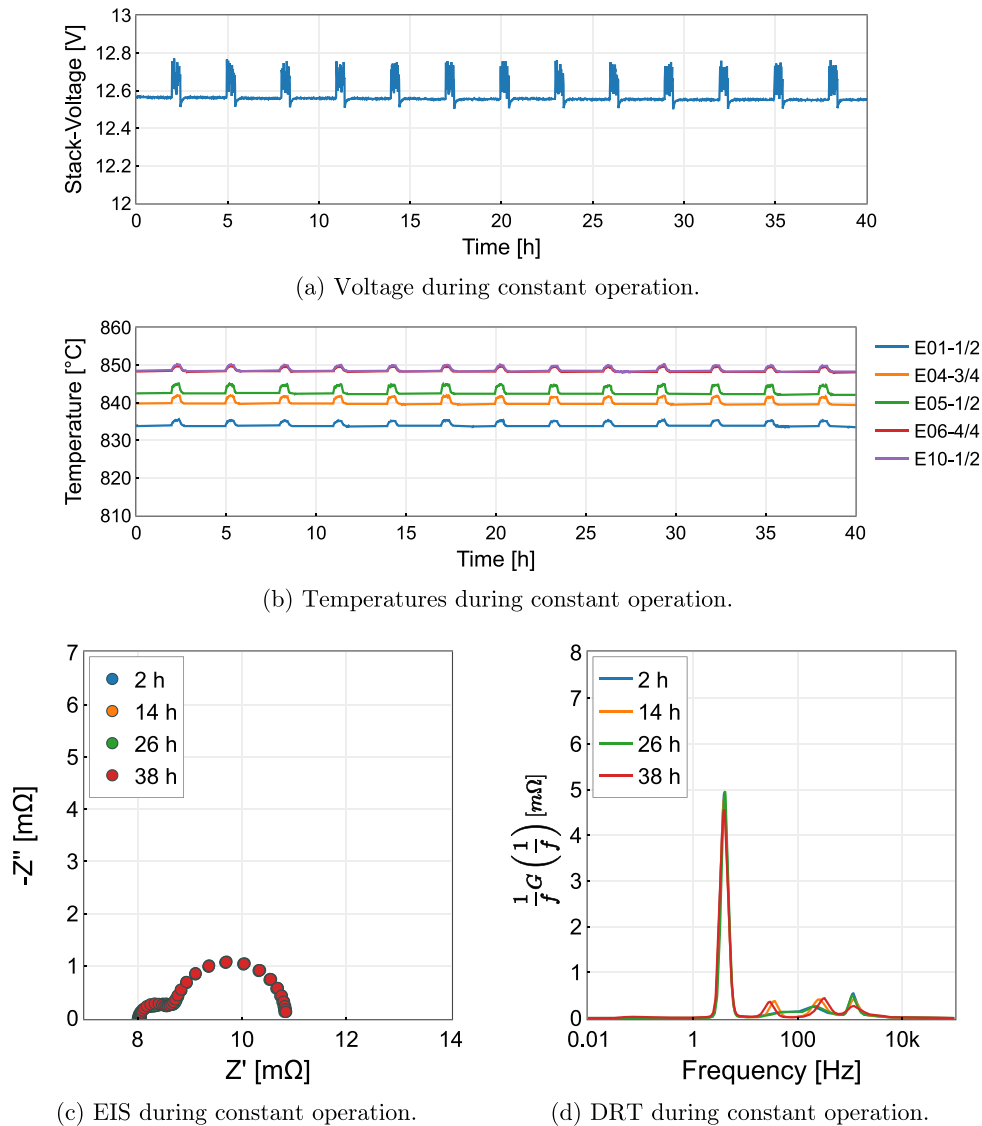 13
12.8
12.6
12.4
12.2
12
Stack-Voltage [V]
0 5 10 15 20 25 30 35 40
Time [h]
(a) Voltage during constant operation.
860
850
840
830
820
810
Temperature [°C]
0 5 10 15 20 25 30 35 40
Time [h]
E01-1/2
E04-3/4
E05-1/2
E06-4/4
E10-1/2
(b) Temperatures during constant operation.
7
6
5
4
3
2
1
0
-Z" [mΩ]
2 h
14 h
26 h
38 h
8 10 12 14
Z' [mΩ]
(c) EIS during constant operation.
8
7
6
5
4
3
2
1
0
1/f G (1/f) [mΩ]
2 h
14 h
26 h
38 h
0.01 1 100 10k
Frequency [Hz]
(d) DRT during constant operation.